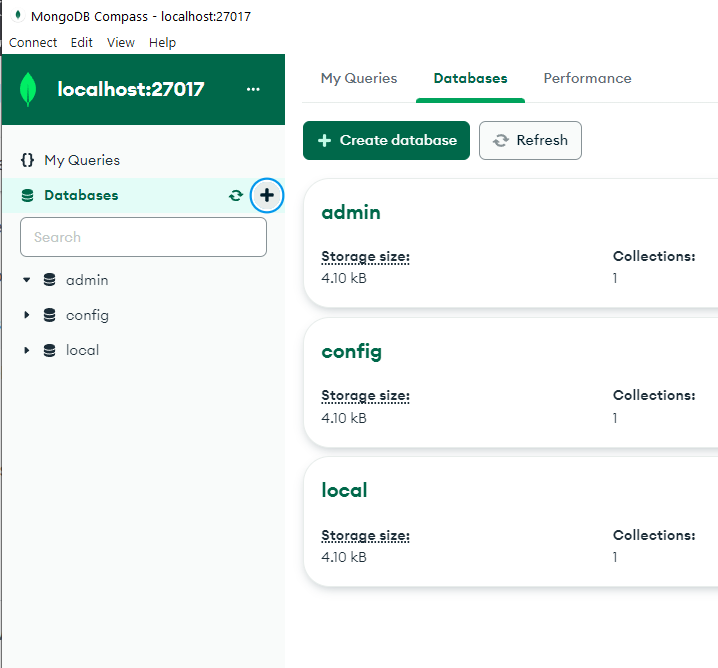 MongoDB Compass - localhost:27017
Connect Edit View Help
localhost:27017 ...
{} My Queries
Databases
Search
admin
config
local
My Queries Databases Performance
+ Create database Refresh
admin
Storage size: Collections:
4.10 kB 1
config
Storage size: Collections:
4.10 kB 1
local
Storage size: Collections:
4.10 kB 1